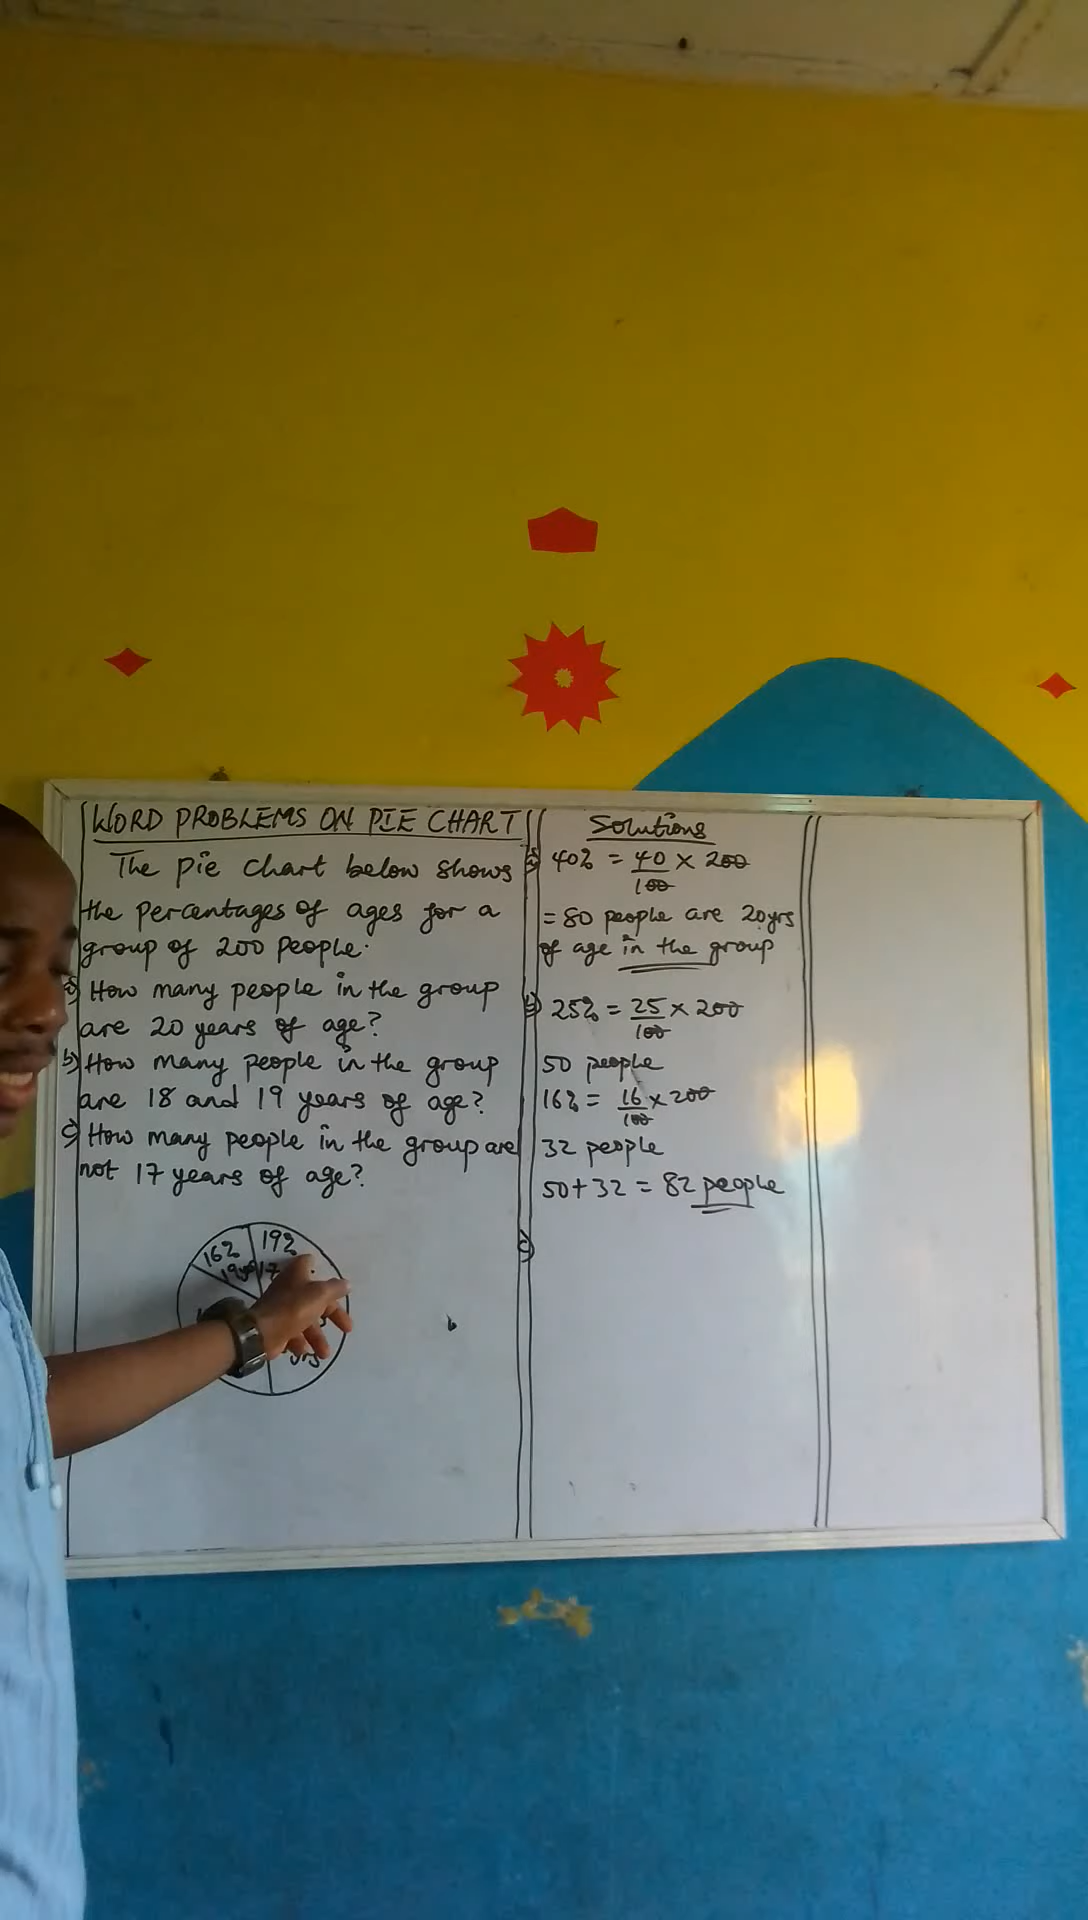 WORD PROBLEMS ON PIE CHART
The pie chart below shows
the percentages of ages for a
group of 200 people.
a) How many people in the group
are 20 years of age?
b) How many people in the group
are 18 and 19 years of age?
c) How many people in the group are
not 17 years of age?
16% 19%
19yrs 17
yrs
Solutions
a) 40% = 40/100 × 200
= 80 people are 20yrs
of age in the group
b) 25% = 25/100 × 200
50 people
16% = 16/100 × 200
32 people
50+32 = 82 people
c)